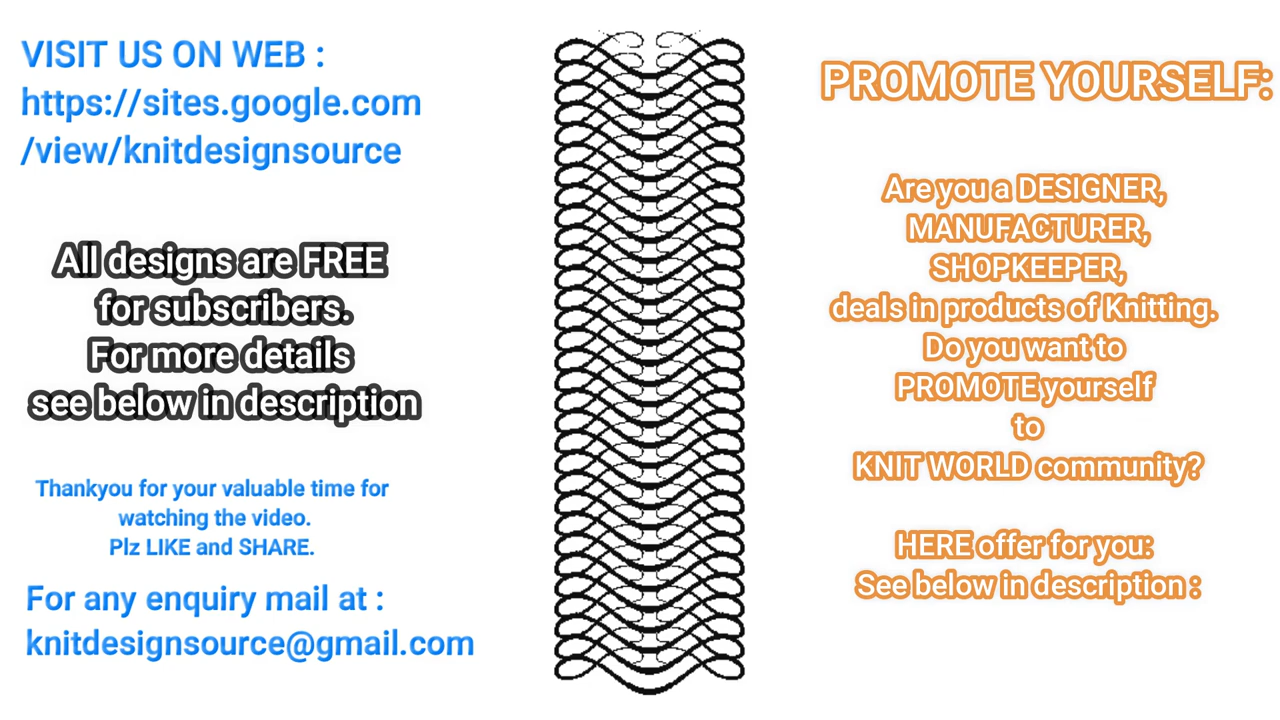 VISIT US ON WEB :
https://sites.google.com
/view/knitdesignsource
All designs are FREE
for subscribers.
For more details
see below in description
Thankyou for your valuable time for
watching the video.
Plz LIKE and SHARE.
For any enquiry mail at :
knitdesignsource@gmail.com
PROMOTE YOURSELF:
Are you a DESIGNER,
MANUFACTURER,
SHOPKEEPER,
deals in products of Knitting.
Do you want to
PROMOTE yourself
to
KNIT WORLD community?
HERE offer for you:
See below in description :